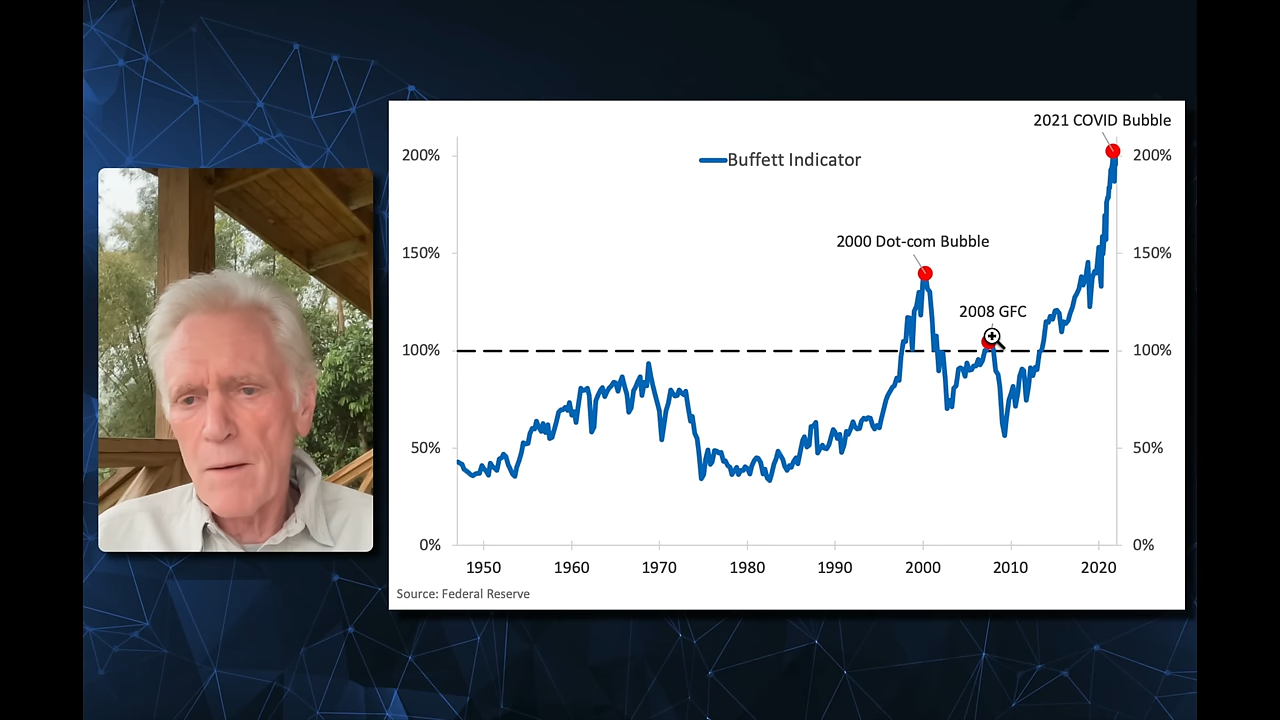 2021 COVID Bubble
200%
Buffett Indicator
200%
2000 Dot-com Bubble
150%
150%
2008 GFC
100%
100%
50%
50%
0%
0%
1950 1960 1970 1980 1990 2000 2010 2020
Source: Federal Reserve